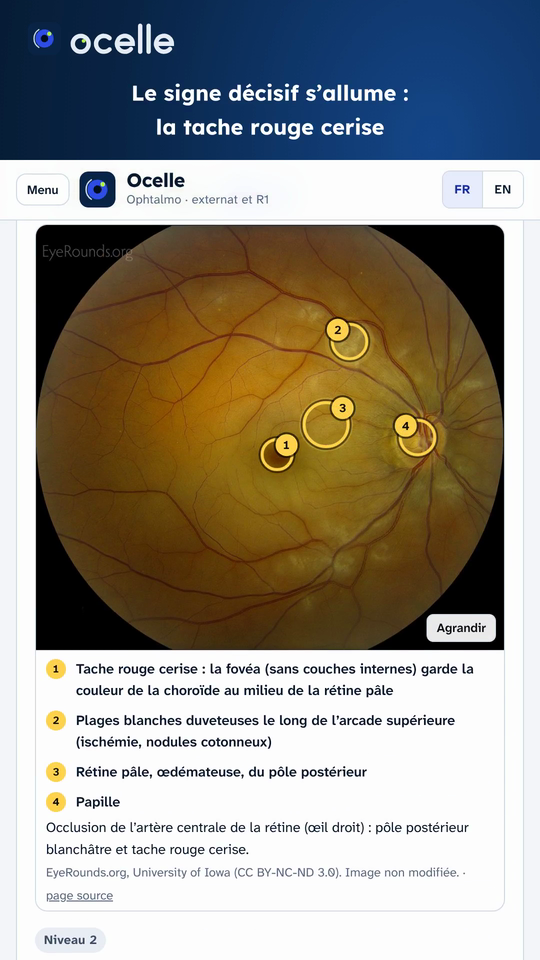 ocelle
Le signe décisif s’allume :
la tache rouge cerise
Menu
Ocelle
Ophtalmo · externat et R1
FR
EN
EyeRounds.org
2
3
4
1
Agrandir
1 Tache rouge cerise : la fovéa (sans couches internes) garde la
couleur de la choroïde au milieu de la rétine pâle
2 Plages blanches duveteuses le long de l’arcade supérieure
(ischémie, nodules cotonneux)
3 Rétine pâle, œdémateuse, du pôle postérieur
4 Papille
Occlusion de l’artère centrale de la rétine (œil droit) : pôle postérieur
blanchâtre et tache rouge cerise.
EyeRounds.org, University of Iowa (CC BY-NC-ND 3.0). Image non modifiée. ·
page source
Niveau 2